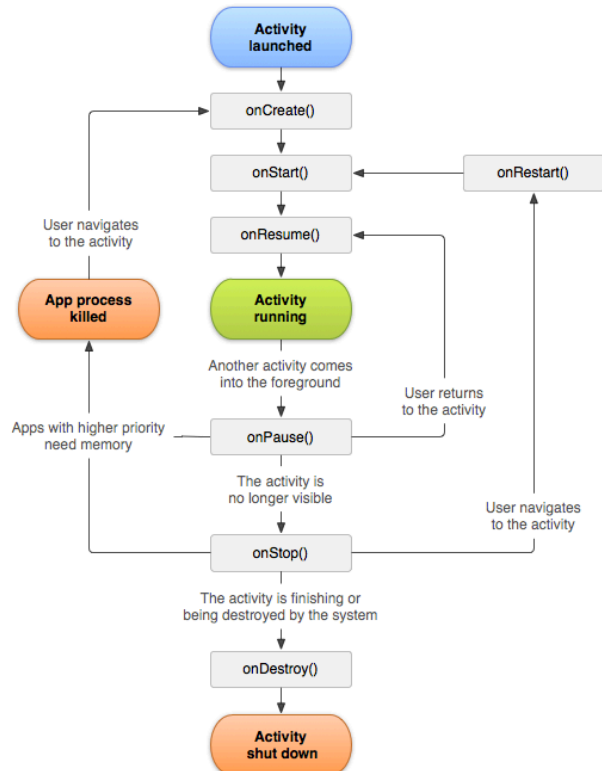 Activity
launched
onCreate()
onStart()
onRestart()
User navigates
to the activity
onResume()
App process
killed
Activity
running
Another activity comes
into the foreground
User returns
to the activity
Apps with higher priority
need memory
onPause()
The activity is
no longer visible
User navigates
to the activity
onStop()
The activity is finishing or
being destroyed by the system
onDestroy()
Activity
shut down